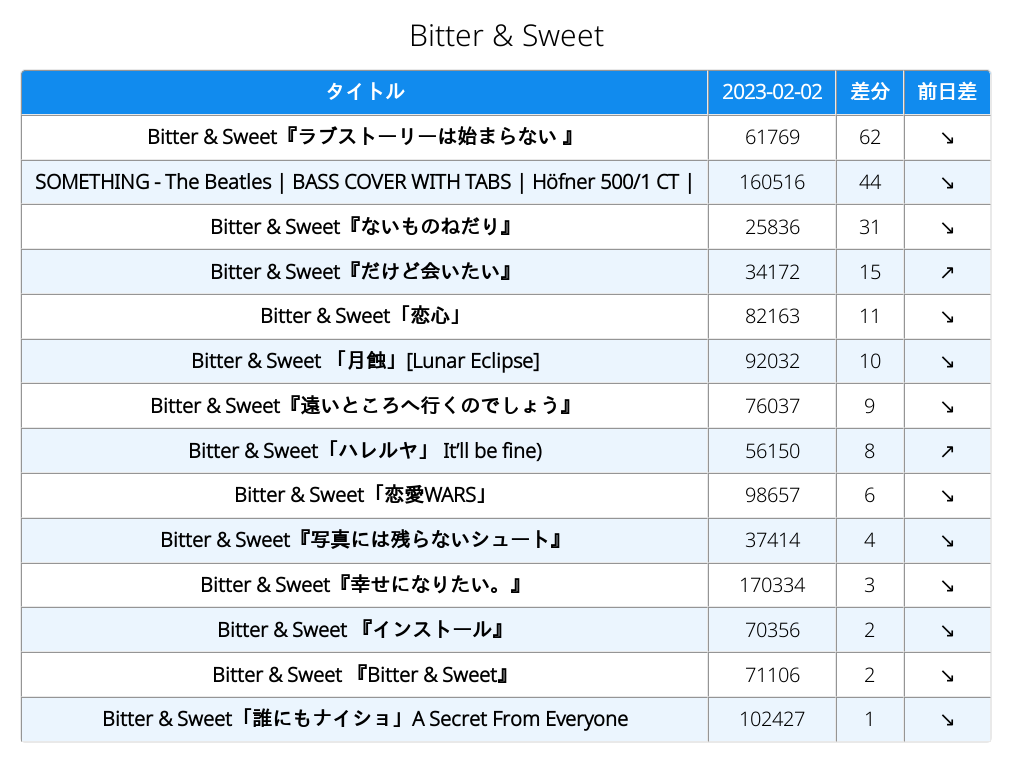 Bitter & Sweet
タイトル 2023-02-02 差分 前日差
Bitter & Sweet『ラブストーリーは始まらない 』 61769 62 ↘
SOMETHING - The Beatles | BASS COVER WITH TABS | Höfner 500/1 CT | 160516 44 ↘
Bitter & Sweet『ないものねだり』 25836 31 ↘
Bitter & Sweet『だけど会いたい』 34172 15 ↗
Bitter & Sweet「恋心」 82163 11 ↘
Bitter & Sweet 「月蝕」[Lunar Eclipse] 92032 10 ↘
Bitter & Sweet『遠いところへ行くのでしょう』 76037 9 ↘
Bitter & Sweet「ハレルヤ」 It’ll be fine) 56150 8 ↗
Bitter & Sweet「恋愛WARS」 98657 6 ↘
Bitter & Sweet『写真には残らないシュート』 37414 4 ↘
Bitter & Sweet『幸せになりたい。』 170334 3 ↘
Bitter & Sweet 『インストール』 70356 2 ↘
Bitter & Sweet 『Bitter & Sweet』 71106 2 ↘
Bitter & Sweet「誰にもナイショ」A Secret From Everyone 102427 1 ↘